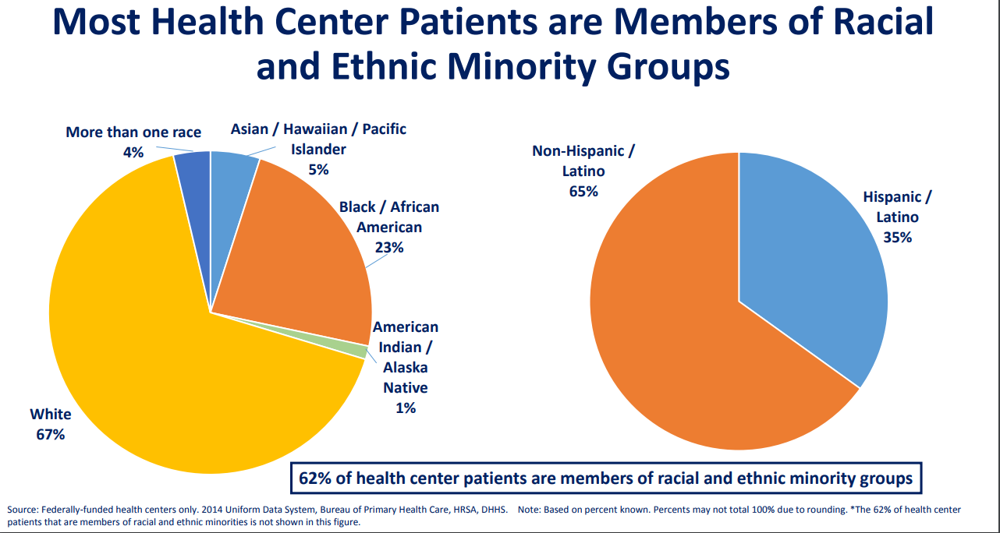 Most Health Center Patients are Members of Racial
and Ethnic Minority Groups
More than one race
4%
Asian / Hawaiian / Pacific
Islander
5%
Black / African
American
23%
American
Indian /
Alaska
Native
1%
White
67%
Non-Hispanic /
Latino
65%
Hispanic /
Latino
35%
62% of health center patients are members of racial and ethnic minority groups
Source: Federally-funded health centers only. 2014 Uniform Data System, Bureau of Primary Health Care, HRSA, DHHS. Note: Based on percent known. Percents may not total 100% due to rounding. *The 62% of health center
patients that are members of racial and ethnic minorities is not shown in this figure.